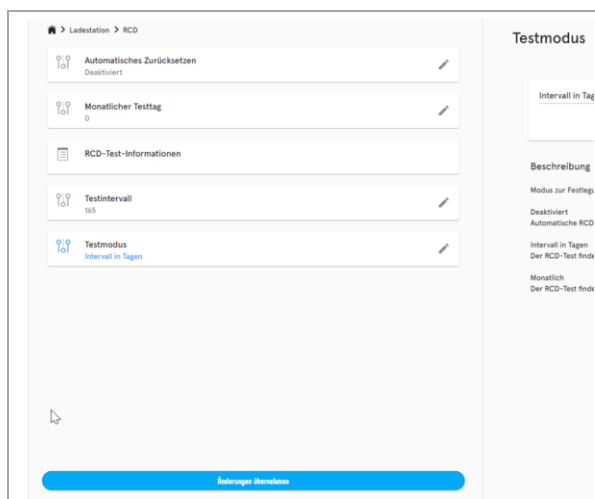 Ladestation > RCD
Automatisches Zurücksetzen
Deaktiviert
Monatlicher Testtag
0
RCD-Test-Informationen
Testintervall
165
Testmodus
Intervall in Tagen
Änderungen übernehmen
Testmodus
Intervall in Tag
Beschreibung
Modus zur Festlegu
Deaktiviert
Automatische RCD
Intervall in Tagen
Der RCD-Test finde
Monatlich
Der RCD-Test finde